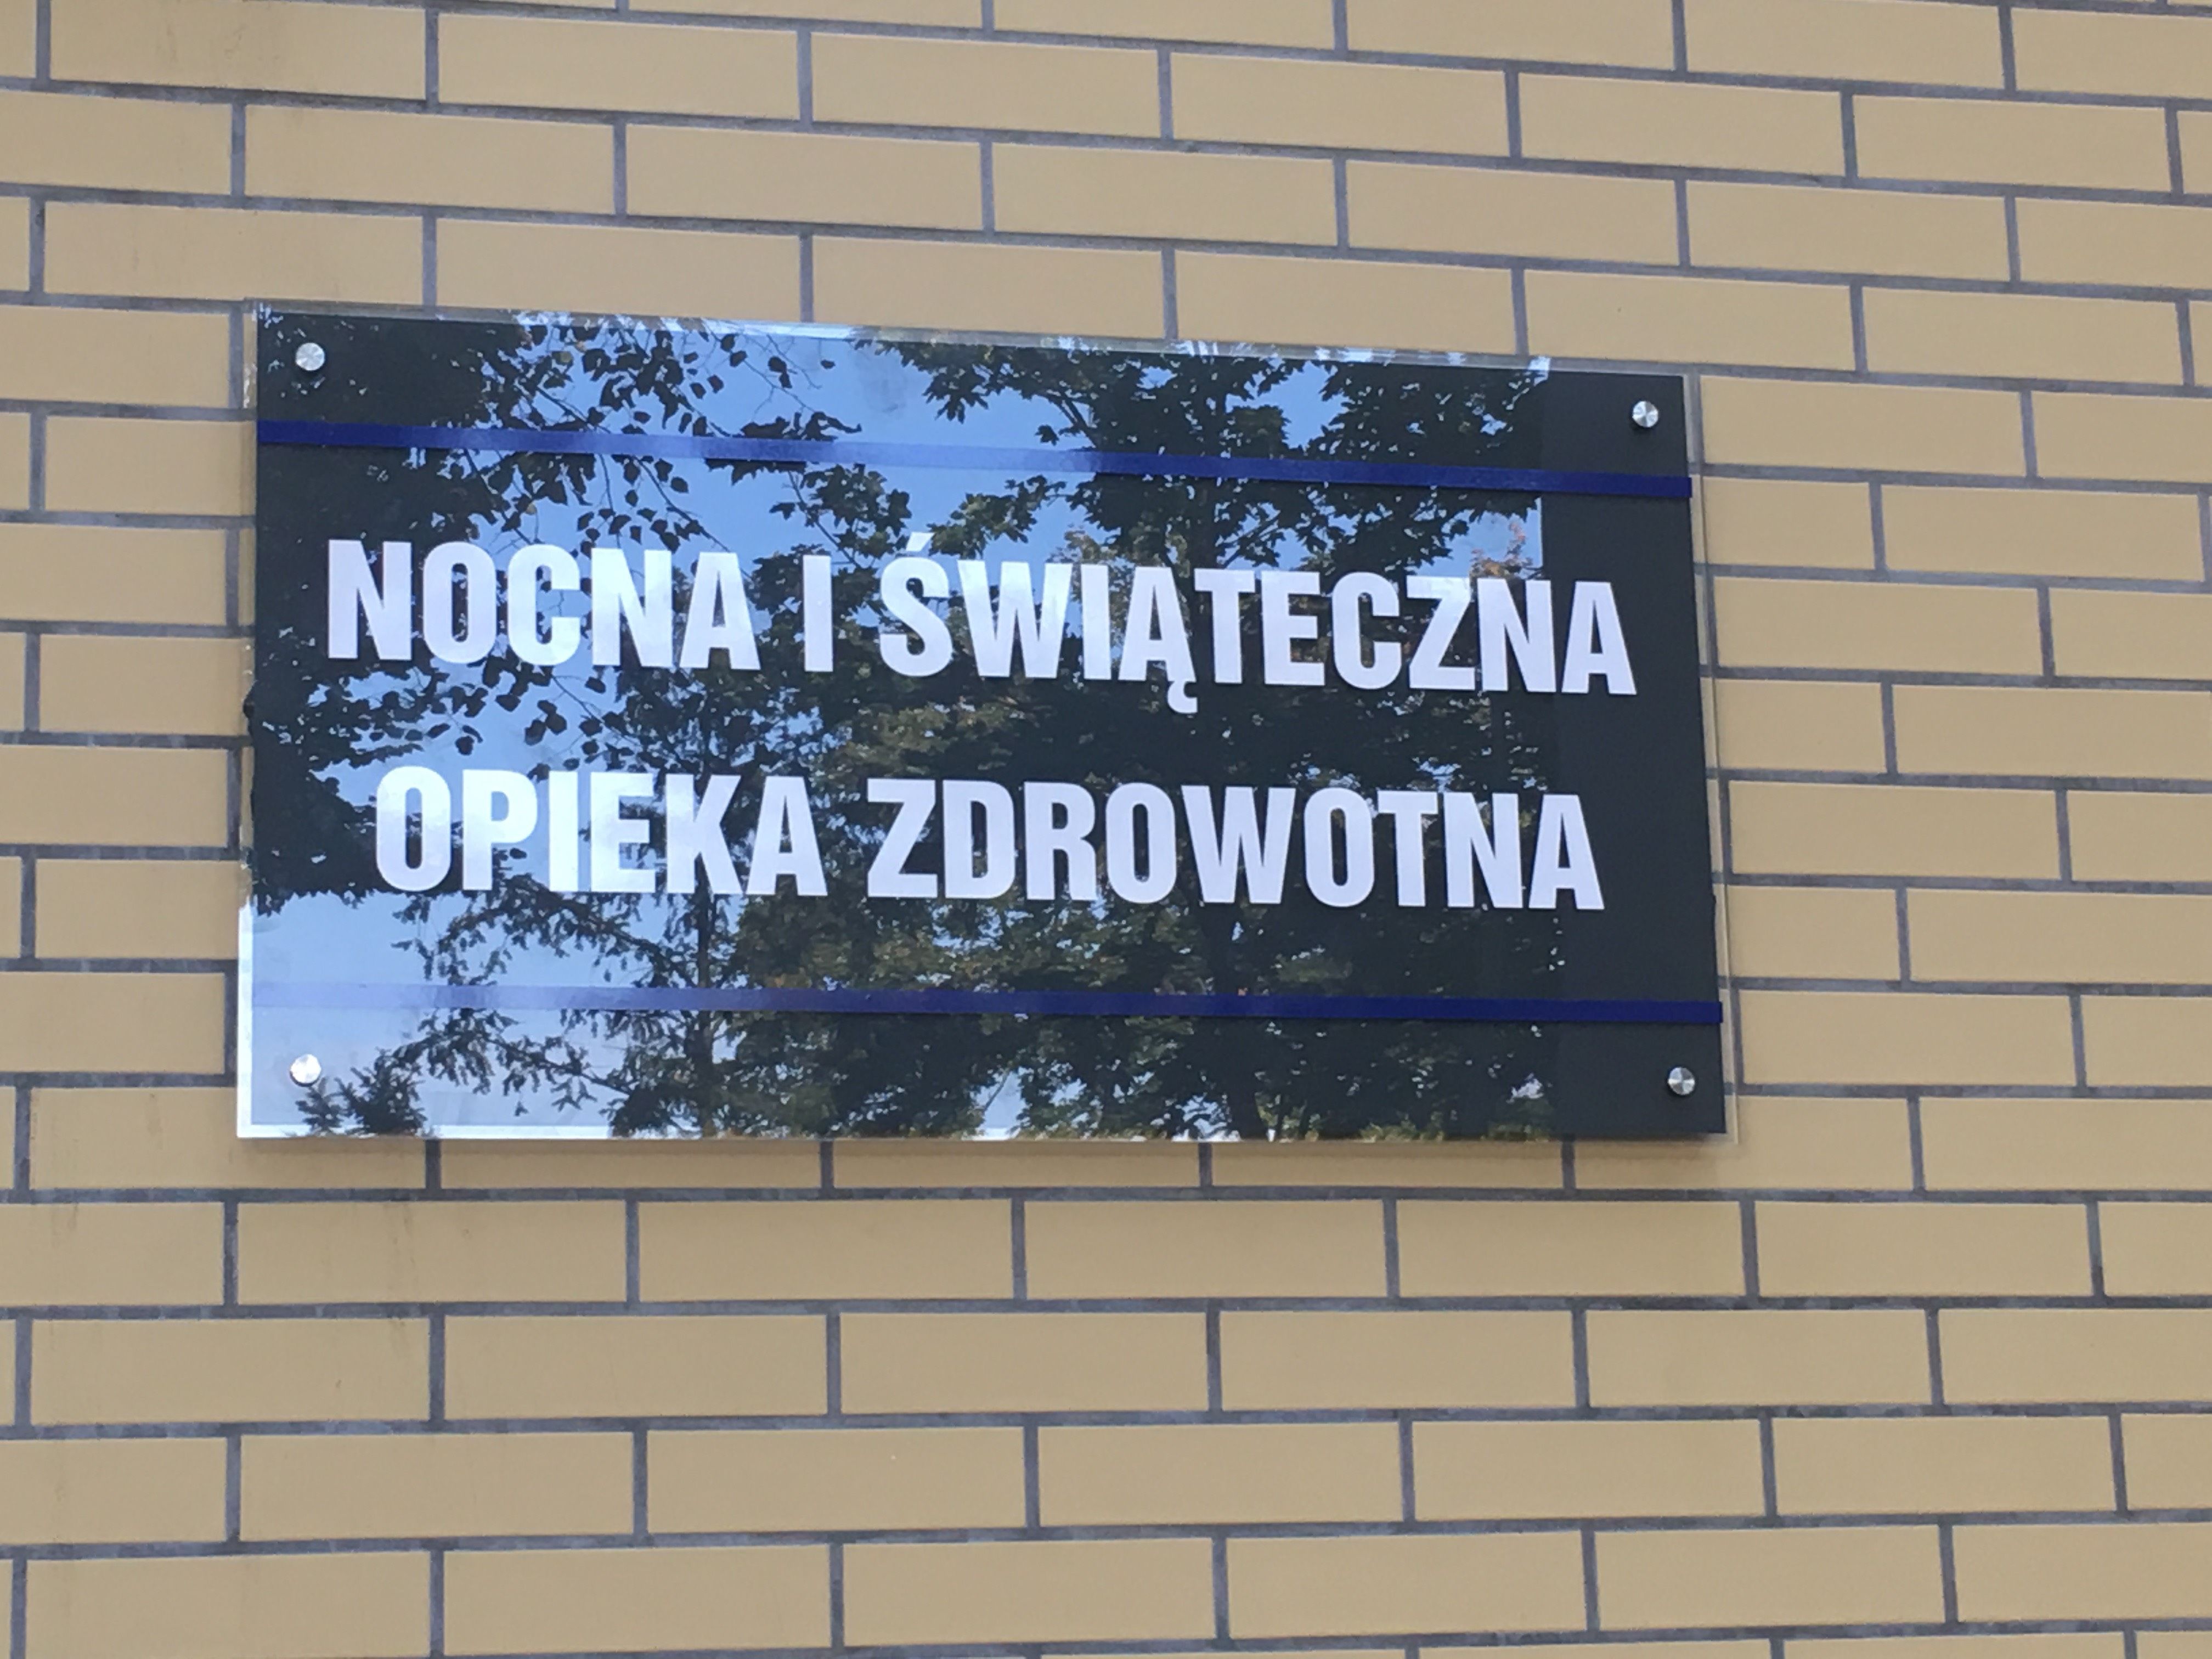 NOCNA I ŚWIĄTECZNA
OPIEKA ZDROWOTNA